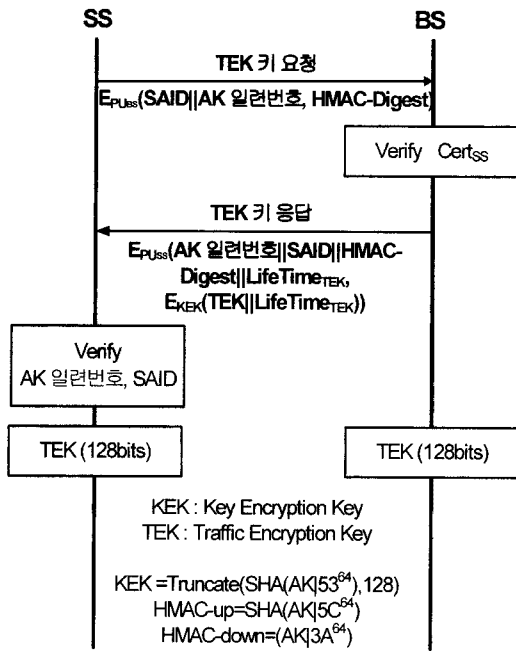 SS BS
TEK 키 요청
E_PUBS(SAID||AK 일련번호, HMAC-Digest)
Verify Cert_SS
TEK 키 응답
E_PUSS(AK 일련번호||SAID||HMAC-
Digest||LifeTime_TEK,
E_KEK(TEK||LifeTime_TEK))
Verify
AK 일련번호, SAID
TEK (128bits) TEK (128bits)
KEK : Key Encryption Key
TEK : Traffic Encryption Key
KEK =Truncate(SHA(AK|53^64),128)
HMAC-up=SHA(AK|5C^64)
HMAC-down=(AK|3A^64)